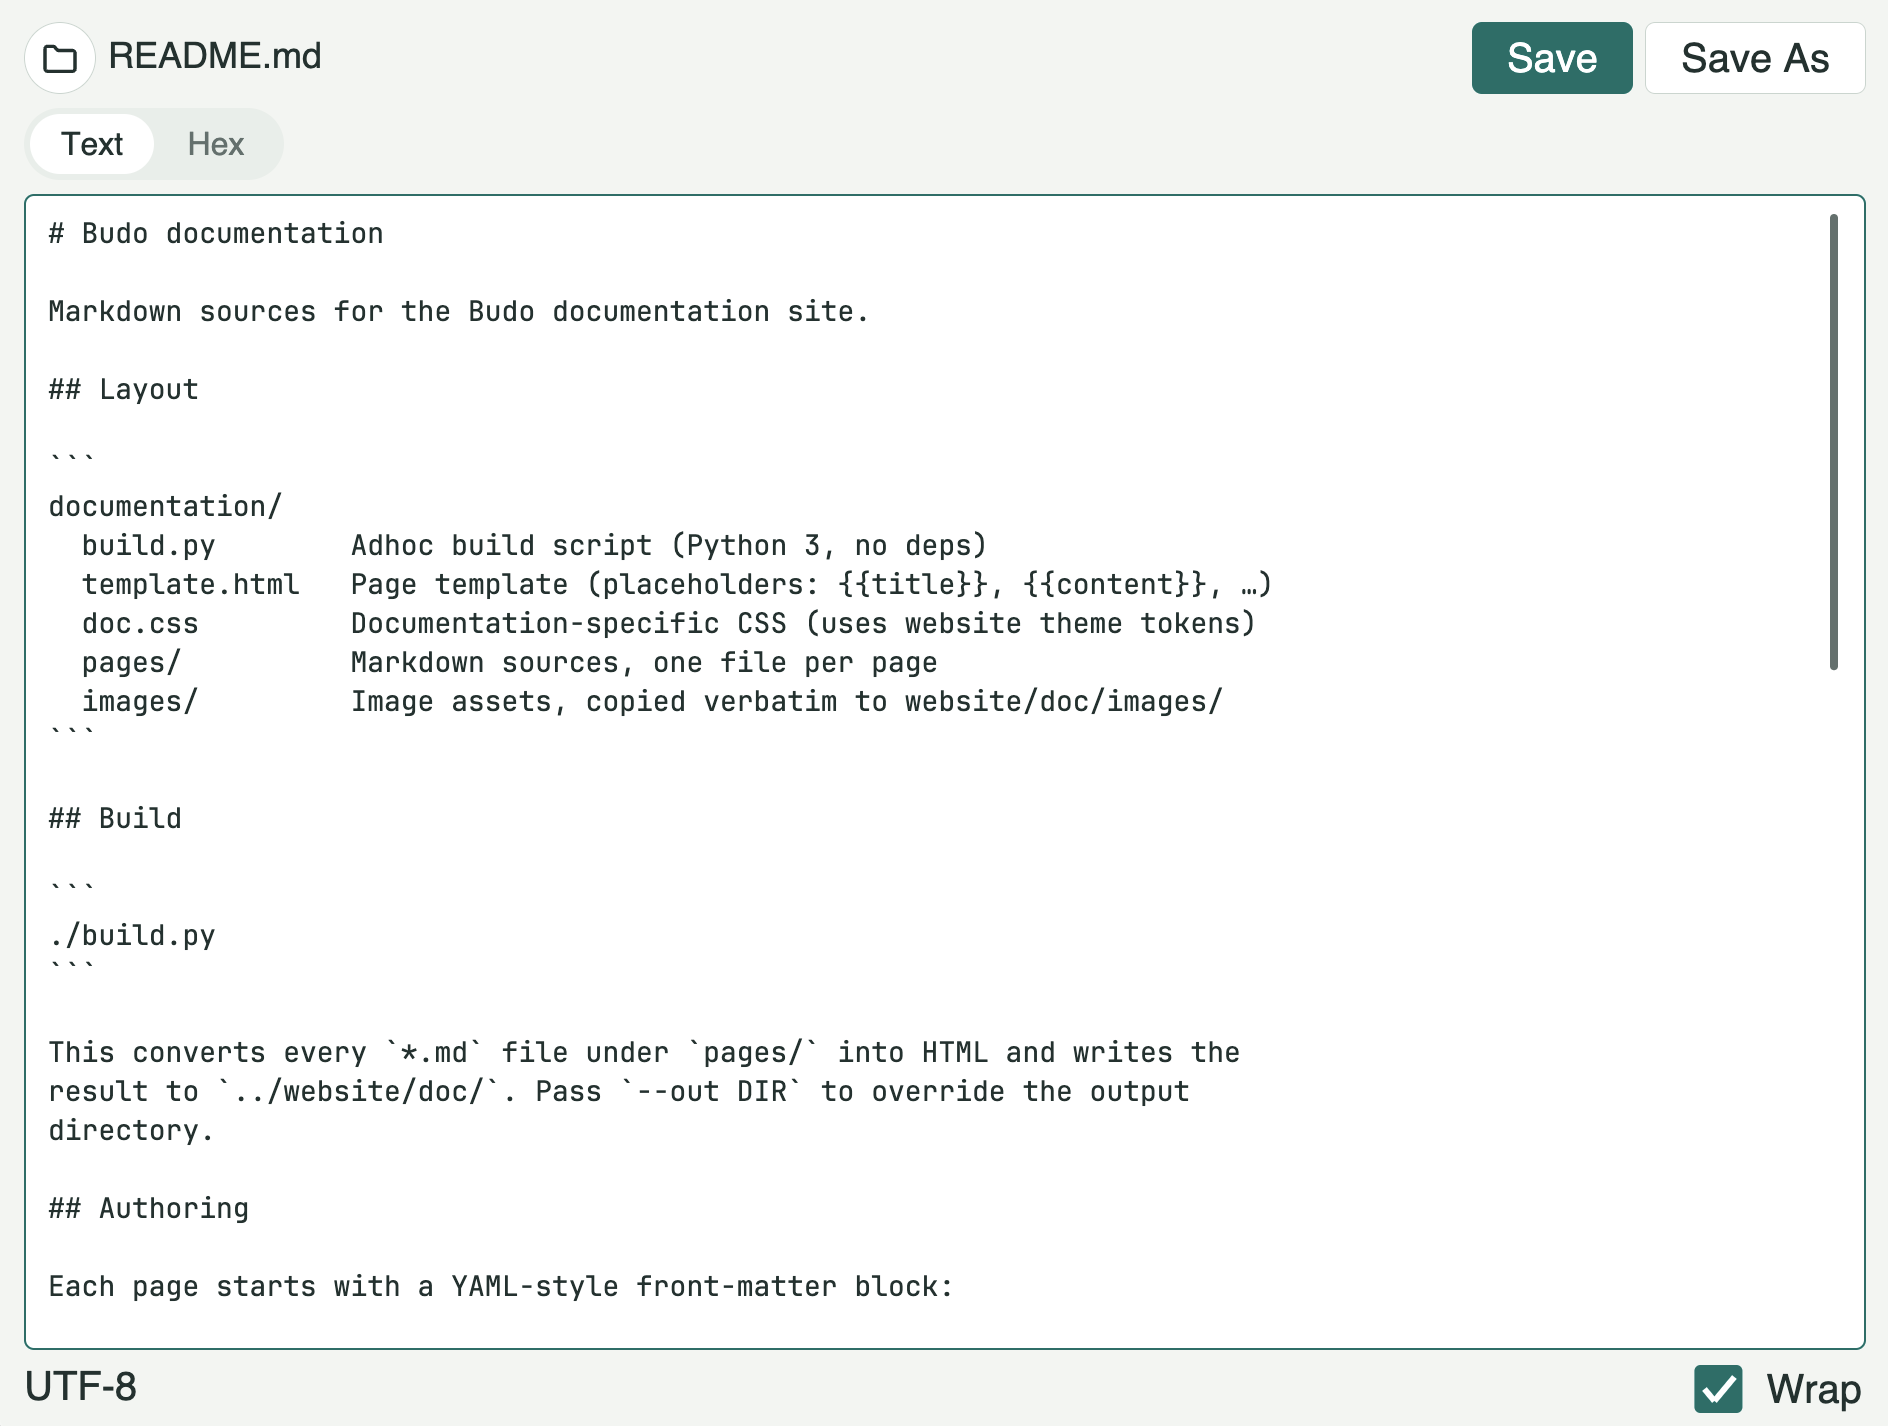 README.md
Save
Save As
Text
Hex
# Budo documentation
Markdown sources for the Budo documentation site.
## Layout
```
documentation/
  build.py        Adhoc build script (Python 3, no deps)
  template.html   Page template (placeholders: {{title}}, {{content}}, …)
  doc.css         Documentation-specific CSS (uses website theme tokens)
  pages/          Markdown sources, one file per page
  images/         Image assets, copied verbatim to website/doc/images/
```
## Build
```
./build.py
```
This converts every `*.md` file under `pages/` into HTML and writes the
result to `../website/doc/`. Pass `--out DIR` to override the output
directory.
## Authoring
Each page starts with a YAML-style front-matter block:
UTF-8
Wrap